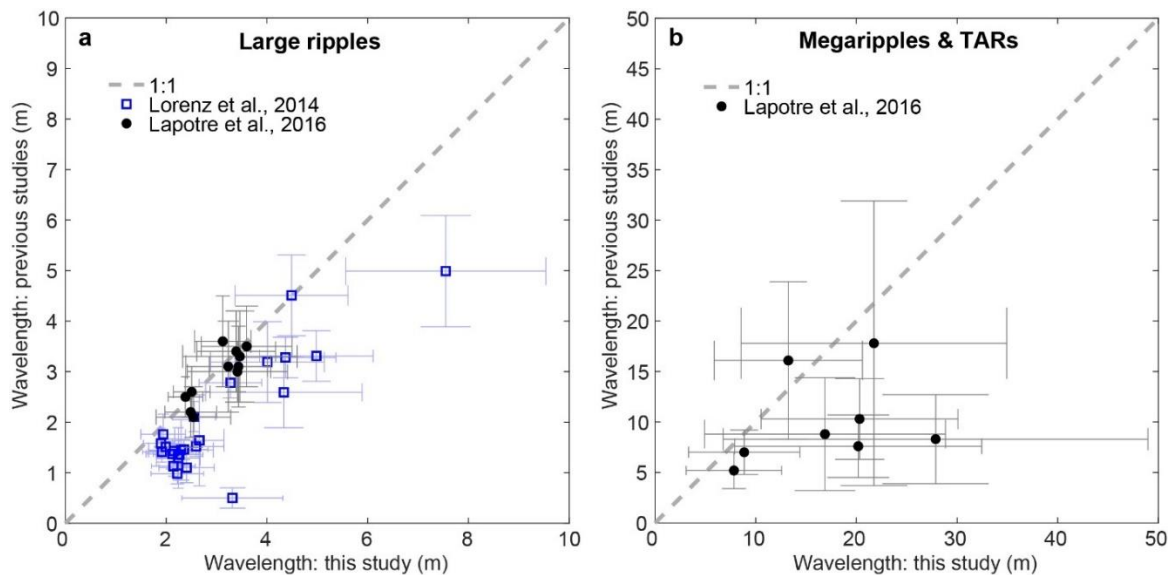 a
Large ripples
1:1
Lorenz et al., 2014
Lapotre et al., 2016
Wavelength: previous studies (m)
10
9
8
7
6
5
4
3
2
1
0
0 2 4 6 8 10
Wavelength: this study (m)
b
Megaripples & TARs
1:1
Lapotre et al., 2016
Wavelength: previous studies (m)
50
45
40
35
30
25
20
15
10
5
0
0 10 20 30 40 50
Wavelength: this study (m)